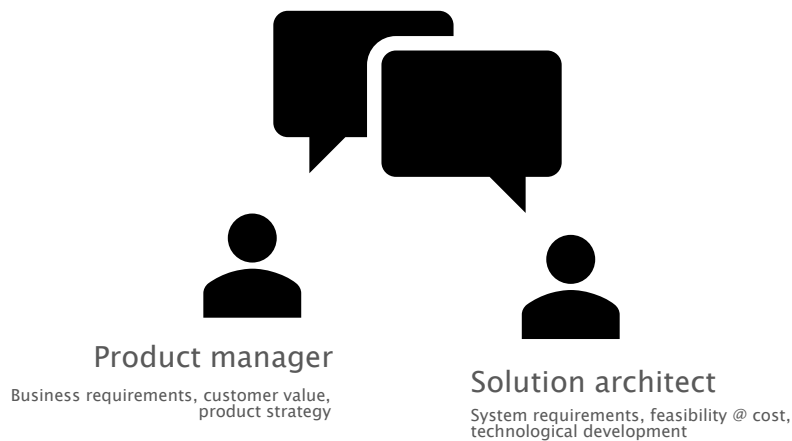 Product manager
Business requirements, customer value,
product strategy
Solution architect
System requirements, feasibility @ cost,
technological development